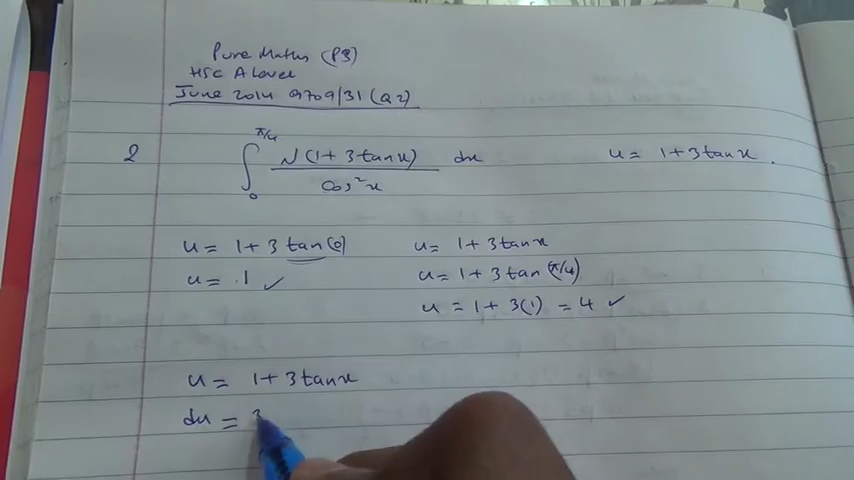 Pure Maths (P3)
HSC A Level
June 2014 9709/31 (Q2)
2 ∫₀^π/4 √(1+3tanx) / cos²x dx u = 1+3tanx.
u = 1+3 tan(0) u = 1+3tanx
u = 1 ✓ u = 1+3 tan(π/4)
u = 1+3(1) = 4 ✓
u = 1+3tanx
du = 3